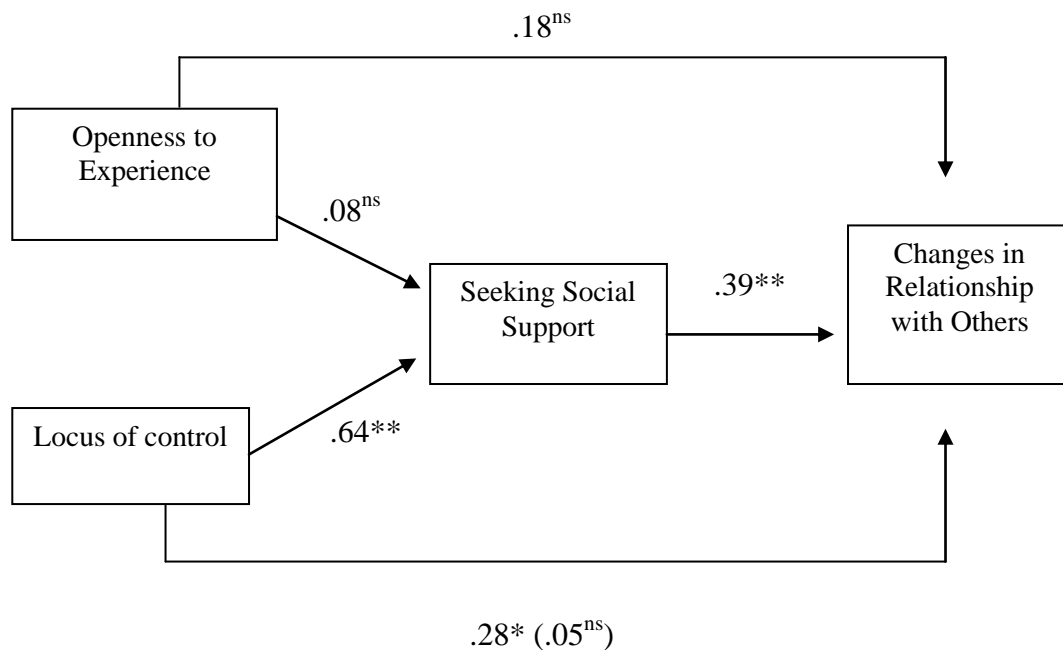 .18ns
Openness to
Experience
.08ns
Seeking Social
Support
.39**
Changes in
Relationship
with Others
Locus of control
.64**
.28* (.05ns)